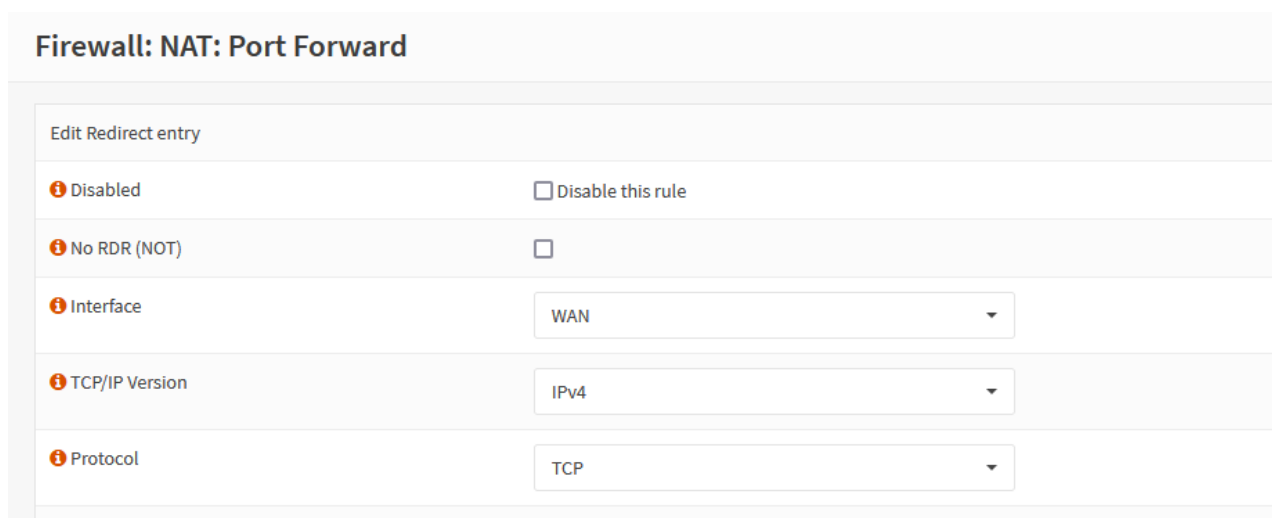 Firewall: NAT: Port Forward
Edit Redirect entry
Disabled
Disable this rule
No RDR (NOT)
Interface
WAN
TCP/IP Version
IPv4
Protocol
TCP